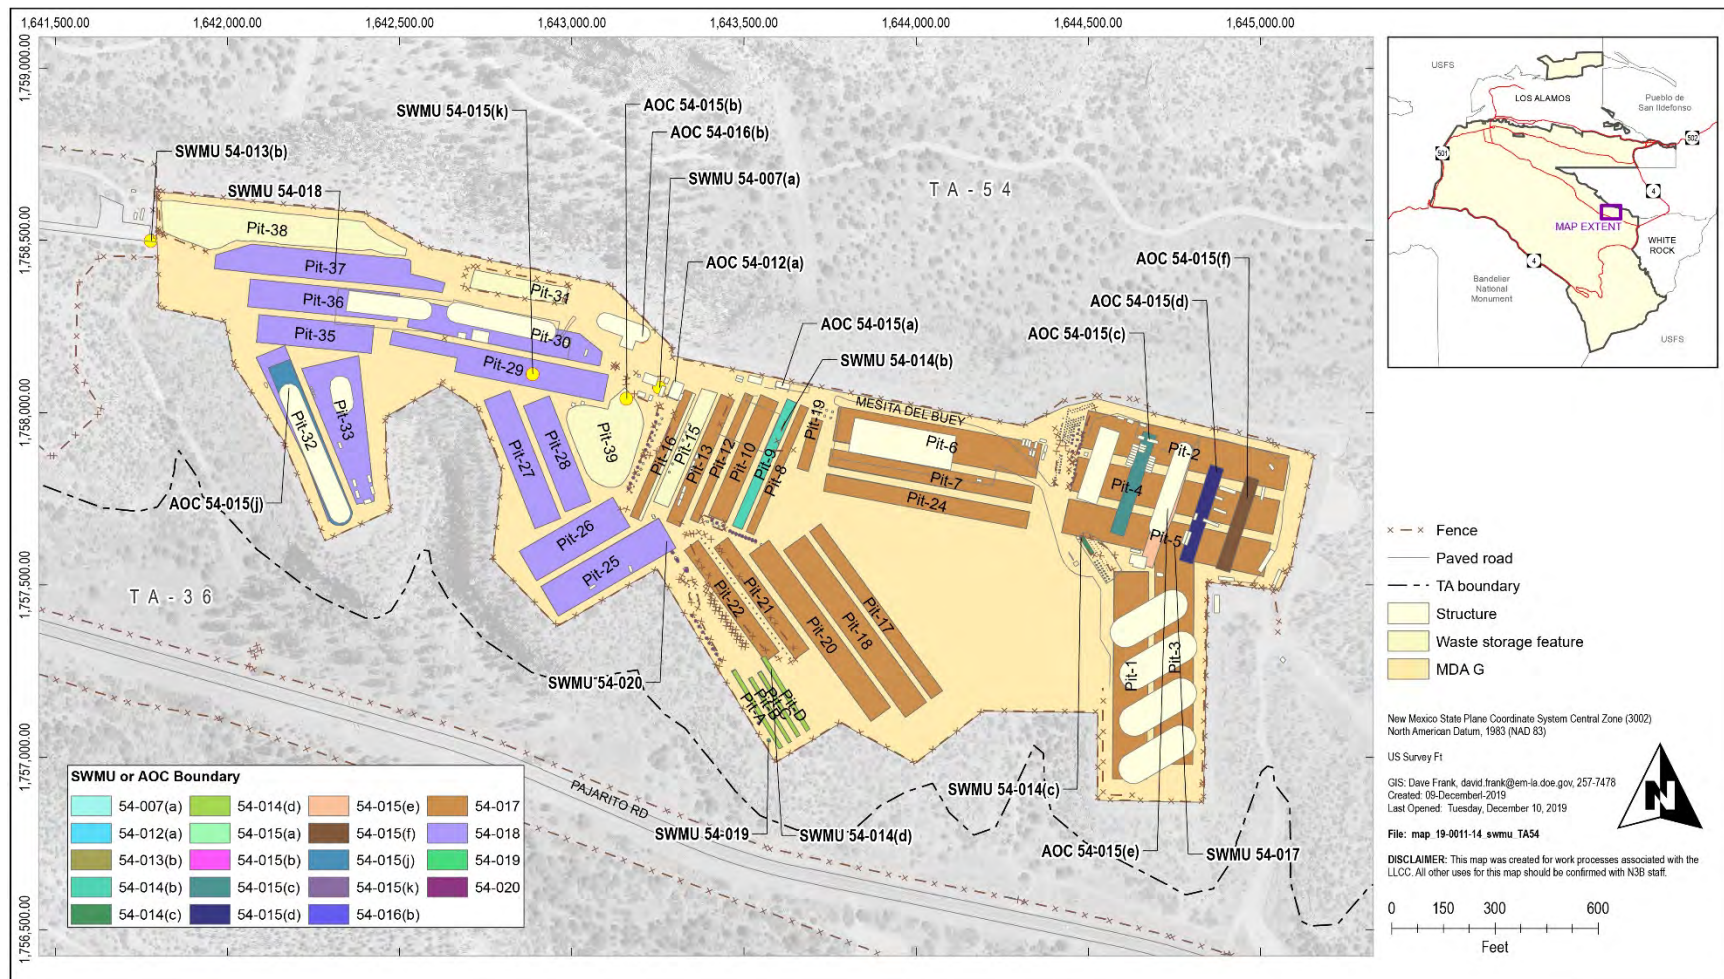 1,641,500.00
1,642,000.00
1,642,500.00
1,643,000.00
1,643,500.00
1,644,000.00
1,644,500.00
1,645,000.00
1,759,000.00
1,758,500.00
1,758,000.00
1,757,500.00
1,757,000.00
1,756,500.00
SWMU 54-015(k)
AOC 54-015(b)
AOC 54-016(b)
SWMU 54-013(b)
SWMU 54-007(a)
SWMU 54-018
TA-54
AOC 54-012(a)
AOC 54-015(f)
AOC 54-015(d)
AOC 54-015(a)
AOC 54-015(c)
SWMU 54-014(b)
Pit-38
Pit-37
Pit-31
Pit-36
Pit-30
Pit-35
Pit-29
Pit-32
Pit-33
Pit-27
Pit-28
Pit-39
Pit-16
Pit-15
Pit-13
Pit-12
Pit-10
Pit-9
Pit-8
Pit-19
MESITA DEL BUEY
Pit-6
Pit-7
Pit-24
Pit-2
Pit-4
Pit-5
AOC 54-015(j)
Pit-26
Pit-25
Pit-22
Pit-21
Pit-20
Pit-18
Pit-17
Pit-1
Pit-3
Pit-A
Pit-B
Pit-C
Pit-D
TA-36
SWMU 54-020
PAJARITO RD
SWMU 54-014(c)
SWMU 54-019
SWMU 54-014(d)
AOC 54-015(e)
SWMU 54-017
SWMU or AOC Boundary
54-007(a)
54-014(d)
54-015(e)
54-017
54-012(a)
54-015(a)
54-015(f)
54-018
54-013(b)
54-015(b)
54-015(j)
54-019
54-014(b)
54-015(c)
54-015(k)
54-020
54-014(c)
54-015(d)
54-016(b)
USFS
LOS ALAMOS
Pueblo de
San Ildefonso
502
501
4
MAP EXTENT
WHITE
ROCK
4
Bandelier
National
Monument
USFS
Fence
Paved road
TA boundary
Structure
Waste storage feature
MDA G
New Mexico State Plane Coordinate System Central Zone (3002)
North American Datum, 1983 (NAD 83)
US Survey Ft
GIS: Dave Frank, david.frank@em-la.doe.gov, 257-7478
Created: 09-Decemberl-2019
Last Opened: Tuesday, December 10, 2019
File: map_19-0011-14_swmu_TA54
DISCLAIMER: This map was created for work processes associated with the
LLCC. All other uses for this map should be confirmed with N3B staff.
N
0 150 300 600
Feet